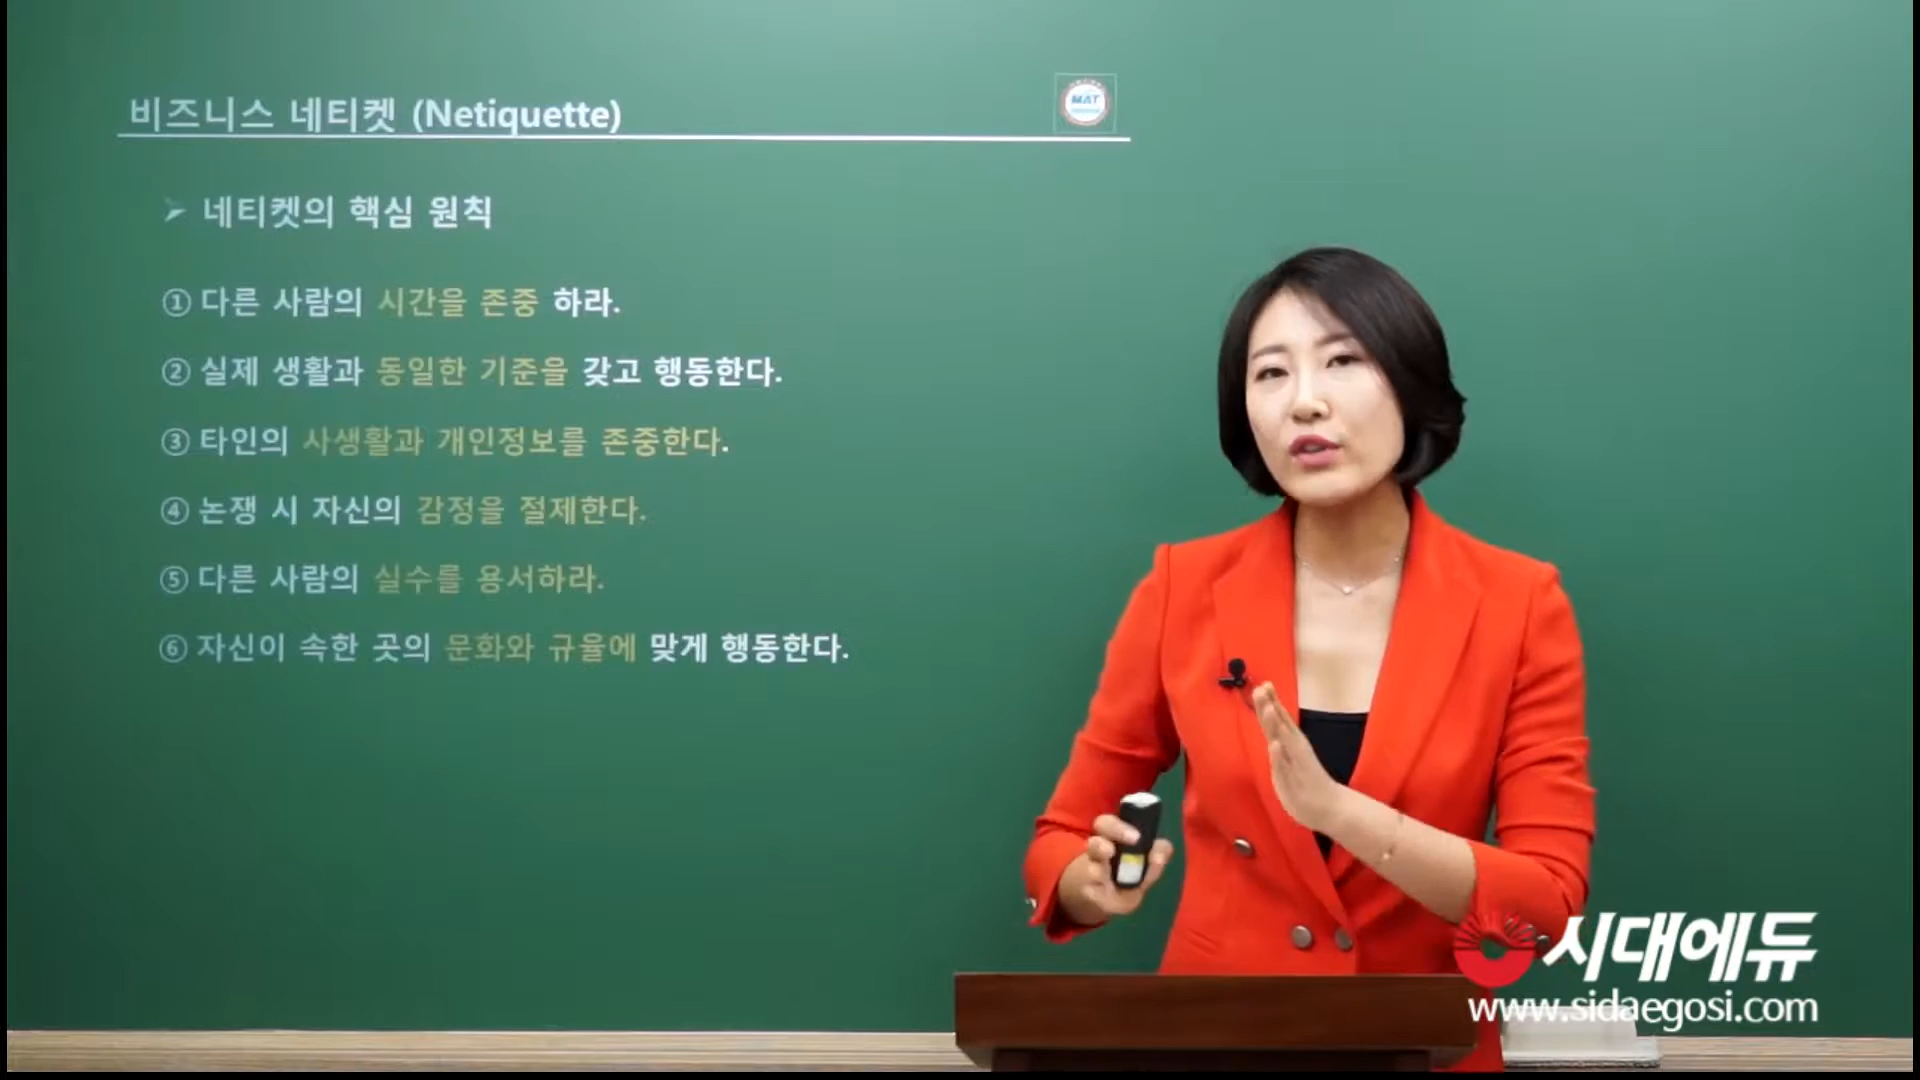 비즈니스 네티켓 (Netiquette)
MAT
➢ 네티켓의 핵심 원칙
① 다른 사람의 시간을 존중 하라.
② 실제 생활과 동일한 기준을 갖고 행동한다.
③ 타인의 사생활과 개인정보를 존중한다.
④ 논쟁 시 자신의 감정을 절제한다.
⑤ 다른 사람의 실수를 용서하라.
⑥ 자신이 속한 곳의 문화와 규율에 맞게 행동한다.
시대에듀
www.sidaegosi.com